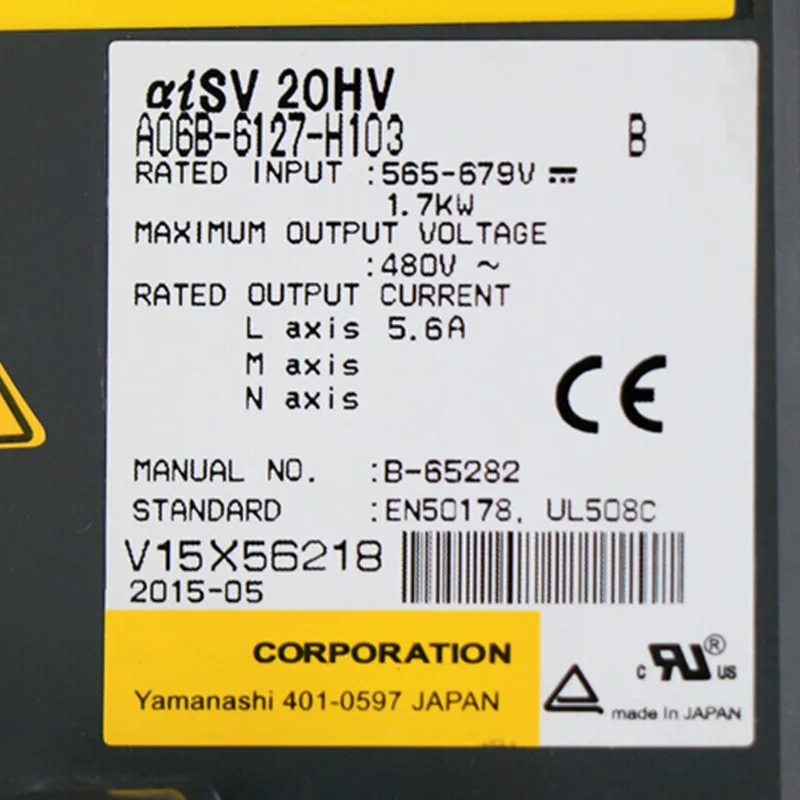 αiSV 20HV
A06B-6127-H103 B
RATED INPUT :565-679V ⎓
1.7KW
MAXIMUM OUTPUT VOLTAGE
:480V ~
RATED OUTPUT CURRENT
L axis 5.6A
M axis
N axis
CE
MANUAL NO. :B-65282
STANDARD :EN50178, UL508C
V15X56218
2015-05
CORPORATION
Yamanashi 401-0597 JAPAN
c RU ® US
made in JAPAN